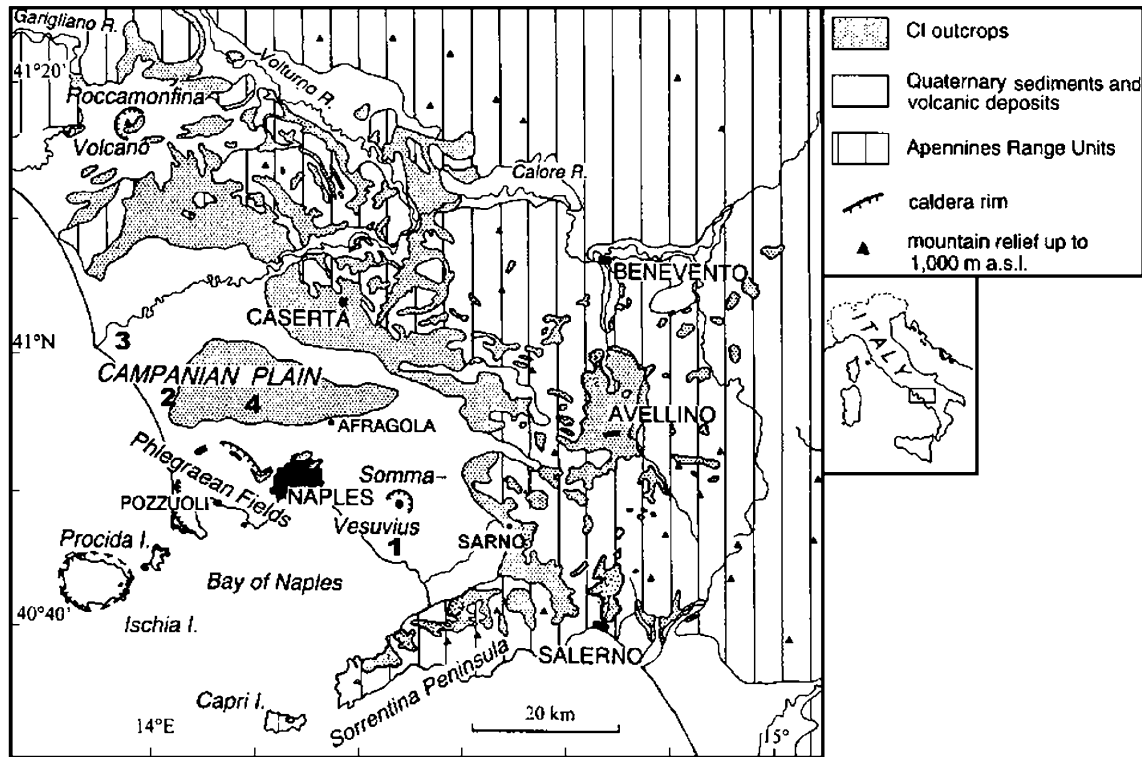 Garigliano R.
41°20'
Roccamonfina
Volcano
Volturno R.
Calore R.
BENEVENTO
CASERTA
3
41°N
CAMPANIAN PLAIN
2
4
AFRAGOLA
AVELLINO
Phlegraean Fields
NAPLES
Somma-
Vesuvius
POZZUOLI
1
SARNO
Procida I.
Bay of Naples
40°40'
Ischia I.
SALERNO
Sorrentina Peninsula
Capri I.
14°E
20 km
15°
CI outcrops
Quaternary sediments and
volcanic deposits
Apennines Range Units
caldera rim
mountain relief up to
1,000 m a.s.l.
ITALY